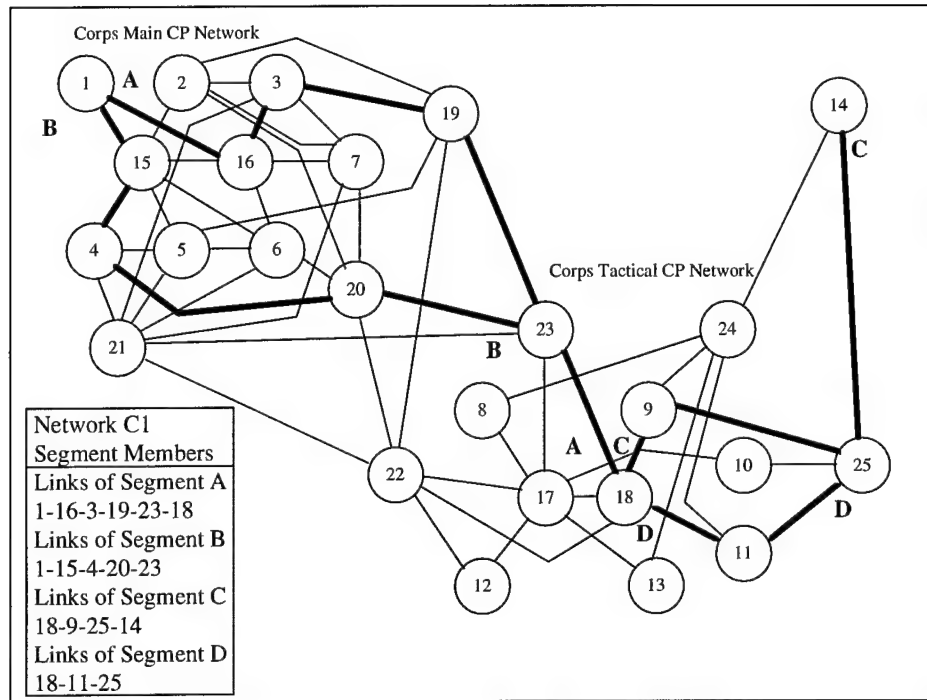 Corps Main CP Network
1
A
2
3
19
14
B
C
15
16
7
4
5
6
Corps Tactical CP Network
20
23
24
21
B
8
9
A
C
10
25
22
17
18
D
D
11
12
13
Network C1
Segment Members
Links of Segment A
1-16-3-19-23-18
Links of Segment B
1-15-4-20-23
Links of Segment C
18-9-25-14
Links of Segment D
18-11-25